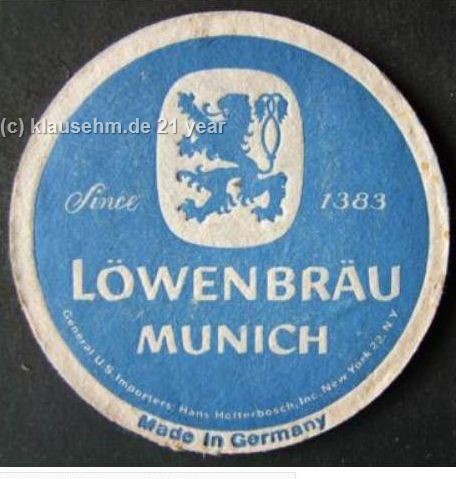 (c) klausehm.de 21 year
Since 1383
LÖWENBRÄU
MUNICH
General U.S. Importers: Hans Holterbosch, Inc. New York 22, N.Y.
Made in Germany